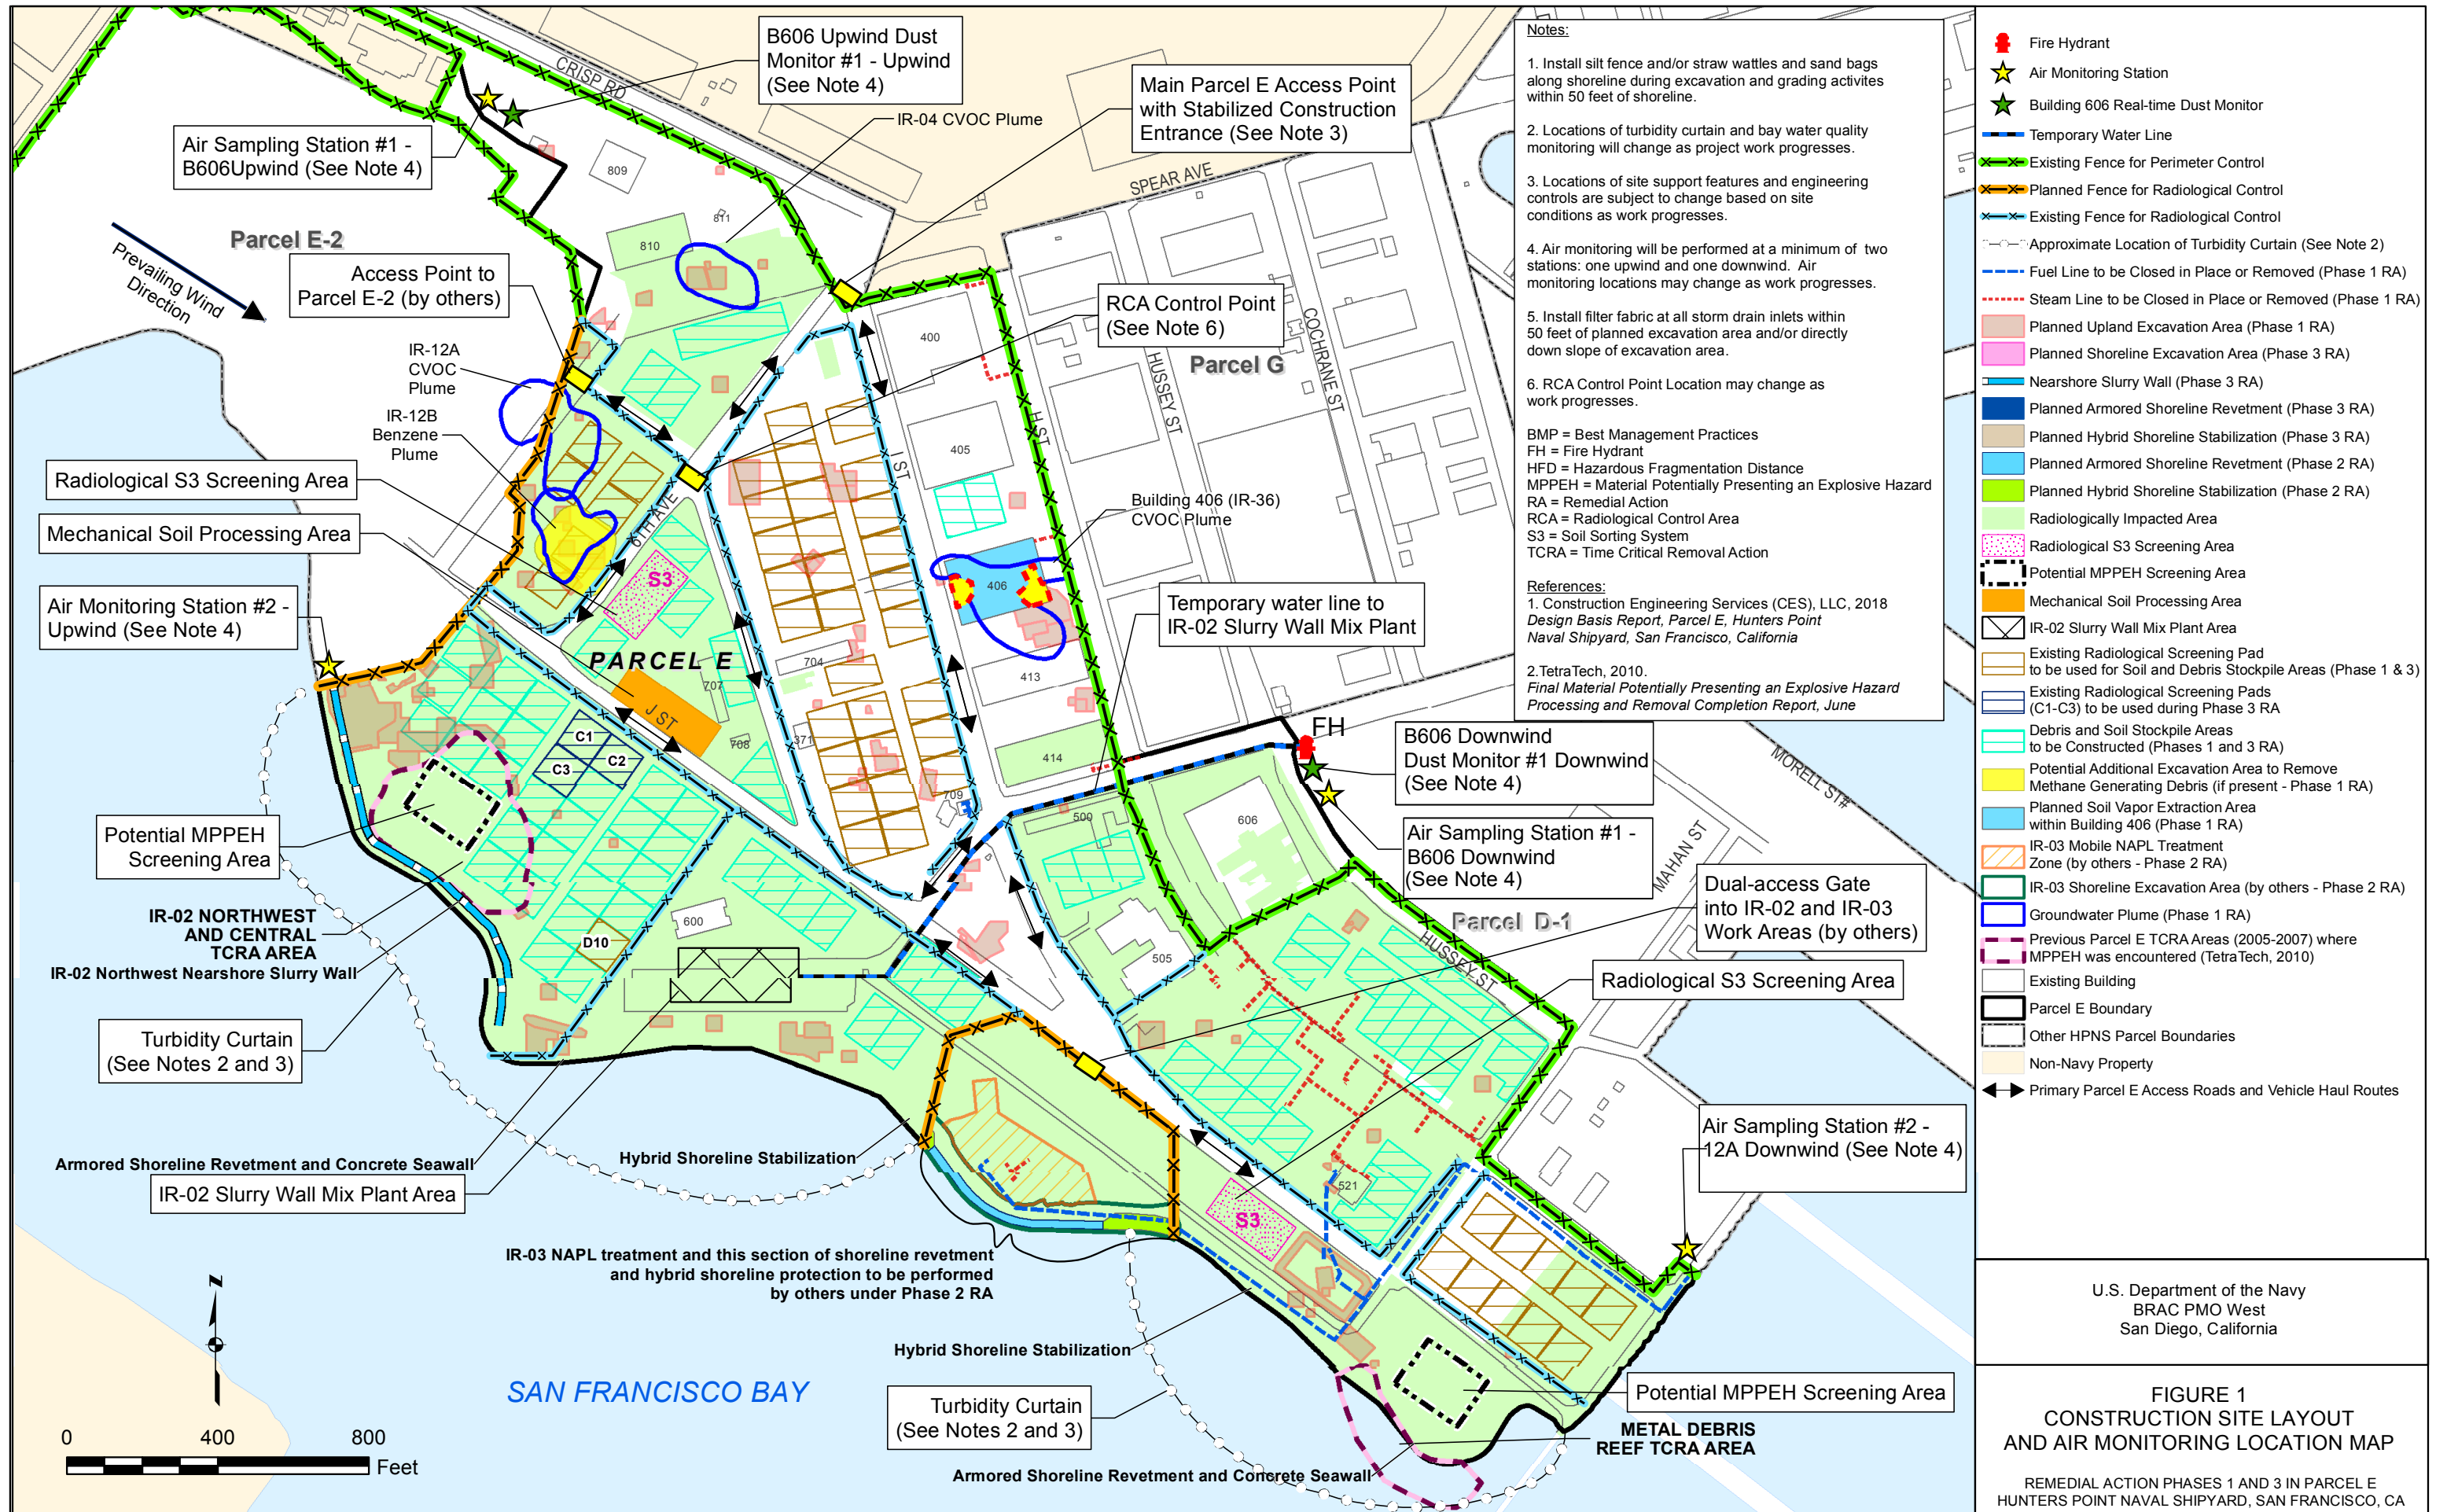 B606 Upwind Dust
Monitor #1 - Upwind
(See Note 4)
CRISP RD
Main Parcel E Access Point
with Stabilized Construction
Entrance (See Note 3)
IR-04 CVOC Plume
Air Sampling Station #1 -
B606Upwind (See Note 4)
809
811
810
SPEAR AVE
Parcel E-2
Prevailing Wind
Direction
Access Point to
Parcel E-2 (by others)
RCA Control Point
(See Note 6)
COCHRANE ST
HUSSEY ST
Parcel G
400
IR-12A
CVOC
Plume
IR-12B
Benzene
Plume
H ST
I ST
405
Radiological S3 Screening Area
Building 406 (IR-36)
CVOC Plume
Mechanical Soil Processing Area
6TH AVE
S3
406
Air Monitoring Station #2 -
Upwind (See Note 4)
Temporary water line to
IR-02 Slurry Wall Mix Plant
PARCEL E
704
707
413
J ST
708
371
414
709
FH
C1
C2
C3
B606 Downwind
Dust Monitor #1 Downwind
(See Note 4)
MORELL ST#
500
606
Air Sampling Station #1 -
B606 Downwind
(See Note 4)
MAHAN ST
Potential MPPEH
Screening Area
Dual-access Gate
into IR-02 and IR-03
Work Areas (by others)
IR-02 NORTHWEST
AND CENTRAL
TCRA AREA
600
D10
Parcel D-1
HUSSEY ST
505
IR-02 Northwest Nearshore Slurry Wall
Radiological S3 Screening Area
Turbidity Curtain
(See Notes 2 and 3)
Air Sampling Station #2 -
12A Downwind (See Note 4)
Armored Shoreline Revetment and Concrete Seawall
Hybrid Shoreline Stabilization
IR-02 Slurry Wall Mix Plant Area
521
S3
IR-03 NAPL treatment and this section of shoreline revetment
and hybrid shoreline protection to be performed
by others under Phase 2 RA
N
Hybrid Shoreline Stabilization
SAN FRANCISCO BAY
Potential MPPEH Screening Area
Turbidity Curtain
(See Notes 2 and 3)
METAL DEBRIS
REEF TCRA AREA
0 400 800
Feet
Armored Shoreline Revetment and Concrete Seawall
Notes:
1. Install silt fence and/or straw wattles and sand bags
along shoreline during excavation and grading activites
within 50 feet of shoreline.
2. Locations of turbidity curtain and bay water quality
monitoring will change as project work progresses.
3. Locations of site support features and engineering
controls are subject to change based on site
conditions as work progresses.
4. Air monitoring will be performed at a minimum of two
stations: one upwind and one downwind. Air
monitoring locations may change as work progresses.
5. Install filter fabric at all storm drain inlets within
50 feet of planned excavation area and/or directly
down slope of excavation area.
6. RCA Control Point Location may change as
work progresses.
BMP = Best Management Practices
FH = Fire Hydrant
HFD = Hazardous Fragmentation Distance
MPPEH = Material Potentially Presenting an Explosive Hazard
RA = Remedial Action
RCA = Radiological Control Area
S3 = Soil Sorting System
TCRA = Time Critical Removal Action
References:
1. Construction Engineering Services (CES), LLC, 2018
Design Basis Report, Parcel E, Hunters Point
Naval Shipyard, San Francisco, California
2.TetraTech, 2010.
Final Material Potentially Presenting an Explosive Hazard
Processing and Removal Completion Report, June
Fire Hydrant
Air Monitoring Station
Building 606 Real-time Dust Monitor
Temporary Water Line
Existing Fence for Perimeter Control
Planned Fence for Radiological Control
Existing Fence for Radiological Control
Approximate Location of Turbidity Curtain (See Note 2)
Fuel Line to be Closed in Place or Removed (Phase 1 RA)
Steam Line to be Closed in Place or Removed (Phase 1 RA)
Planned Upland Excavation Area (Phase 1 RA)
Planned Shoreline Excavation Area (Phase 3 RA)
Nearshore Slurry Wall (Phase 3 RA)
Planned Armored Shoreline Revetment (Phase 3 RA)
Planned Hybrid Shoreline Stabilization (Phase 3 RA)
Planned Armored Shoreline Revetment (Phase 2 RA)
Planned Hybrid Shoreline Stabilization (Phase 2 RA)
Radiologically Impacted Area
Radiological S3 Screening Area
Potential MPPEH Screening Area
Mechanical Soil Processing Area
IR-02 Slurry Wall Mix Plant Area
Existing Radiological Screening Pad
to be used for Soil and Debris Stockpile Areas (Phase 1 & 3)
Existing Radiological Screening Pads
(C1-C3) to be used during Phase 3 RA
Debris and Soil Stockpile Areas
to be Constructed (Phases 1 and 3 RA)
Potential Additional Excavation Area to Remove
Methane Generating Debris (if present - Phase 1 RA)
Planned Soil Vapor Extraction Area
within Building 406 (Phase 1 RA)
IR-03 Mobile NAPL Treatment
Zone (by others - Phase 2 RA)
IR-03 Shoreline Excavation Area (by others - Phase 2 RA)
Groundwater Plume (Phase 1 RA)
Previous Parcel E TCRA Areas (2005-2007) where
MPPEH was encountered (TetraTech, 2010)
Existing Building
Parcel E Boundary
Other HPNS Parcel Boundaries
Non-Navy Property
Primary Parcel E Access Roads and Vehicle Haul Routes
U.S. Department of the Navy
BRAC PMO West
San Diego, California
FIGURE 1
CONSTRUCTION SITE LAYOUT
AND AIR MONITORING LOCATION MAP
REMEDIAL ACTION PHASES 1 AND 3 IN PARCEL E
HUNTERS POINT NAVAL SHIPYARD, SAN FRANCISCO, CA